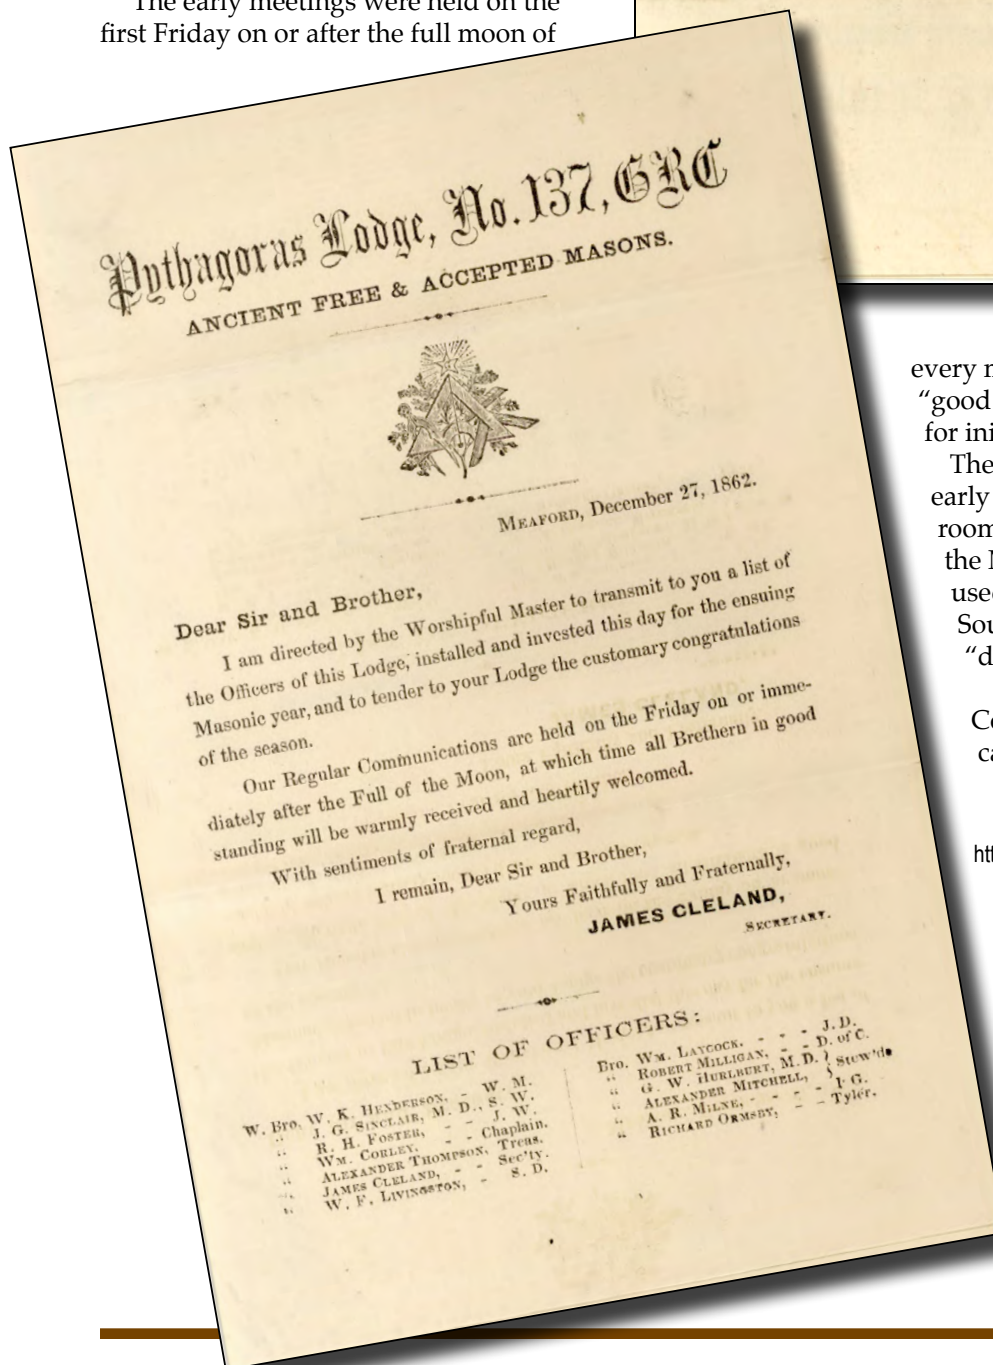 The early meetings were held on the
first Friday on or after the full moon of
Pythagoras Lodge, No. 137, GRC
ANCIENT FREE & ACCEPTED MASONS.
MEAFORD, December 27, 1862.
Dear Sir and Brother,
I am directed by the Worshipful Master to transmit to you a list of
the Officers of this Lodge, installed and invested this day for the ensuing
Masonic year, and to tender to your Lodge the customary congratulations
of the season.
Our Regular Communications are held on the Friday on or imme-
diately after the Full of the Moon, at which time all Brethern in good
standing will be warmly received and heartily welcomed.
With sentiments of fraternal regard,
I remain, Dear Sir and Brother,
Yours Faithfully and Fraternally,
JAMES CLELAND,
SECRETARY.
LIST OF OFFICERS:
W. Bro. W. K. HENDERSON, - W. M.
" J. G. SINCLAIR, M. D., S. W.
" R. H. FOSTER, - - J. W.
" WM. CORLEY, - - Chaplain.
" ALEXANDER THOMPSON, Treas.
" JAMES CLELAND, - - Sec'ty.
" W. F. LIVINGSTON, - S. D.
Bro. WM. LAYCOCK. - - - J. D.
" ROBERT MILLIGAN, - - D. of C.
" G. W. HURLBURT, M. D. } Stew'ds
" ALEXANDER MITCHELL, }
" A. R. MILNE, - - - - I. G.
" RICHARD ORMSBY, - - Tyler.
every
"good
for
The
early
room
the
"d
htt